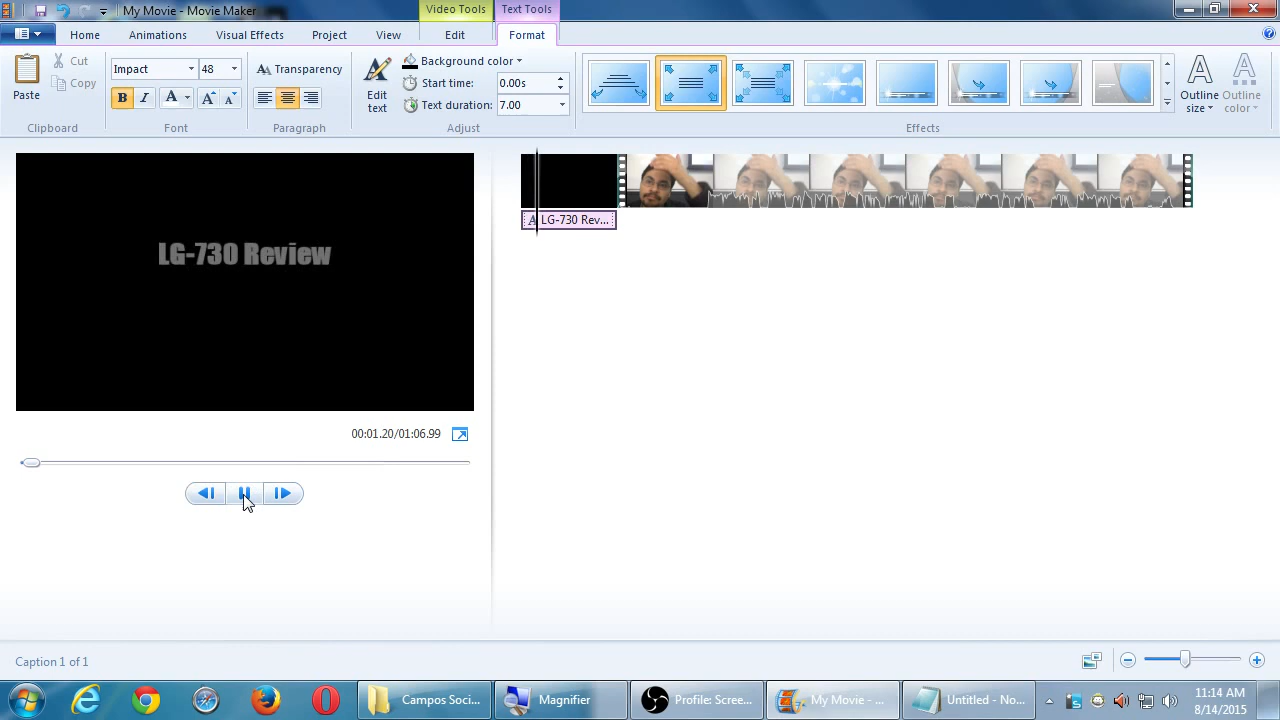 My Movie - Movie Maker
Video Tools
Text Tools
Home
Animations
Visual Effects
Project
View
Edit
Format
Paste
Cut
Copy
Clipboard
Impact
48
B I A A A
Font
AA Transparency
Paragraph
Edit text
Background color
Start time: 0.00s
Text duration: 7.00
Adjust
Effects
Outline size
Outline color
LG-730 Review
A LG-730 Rev...
00:01.20/01:06.99
Caption 1 of 1
Campos Soci...
Magnifier
Profile: Scree...
My Movie - ...
Untitled - No...
11:14 AM
8/14/2015